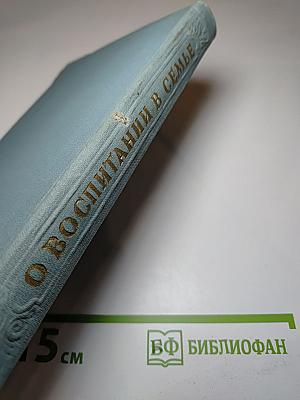 О ВОСПИТАНИИ В СЕМЬЕ
15 см
БФ БИБЛИОФАН